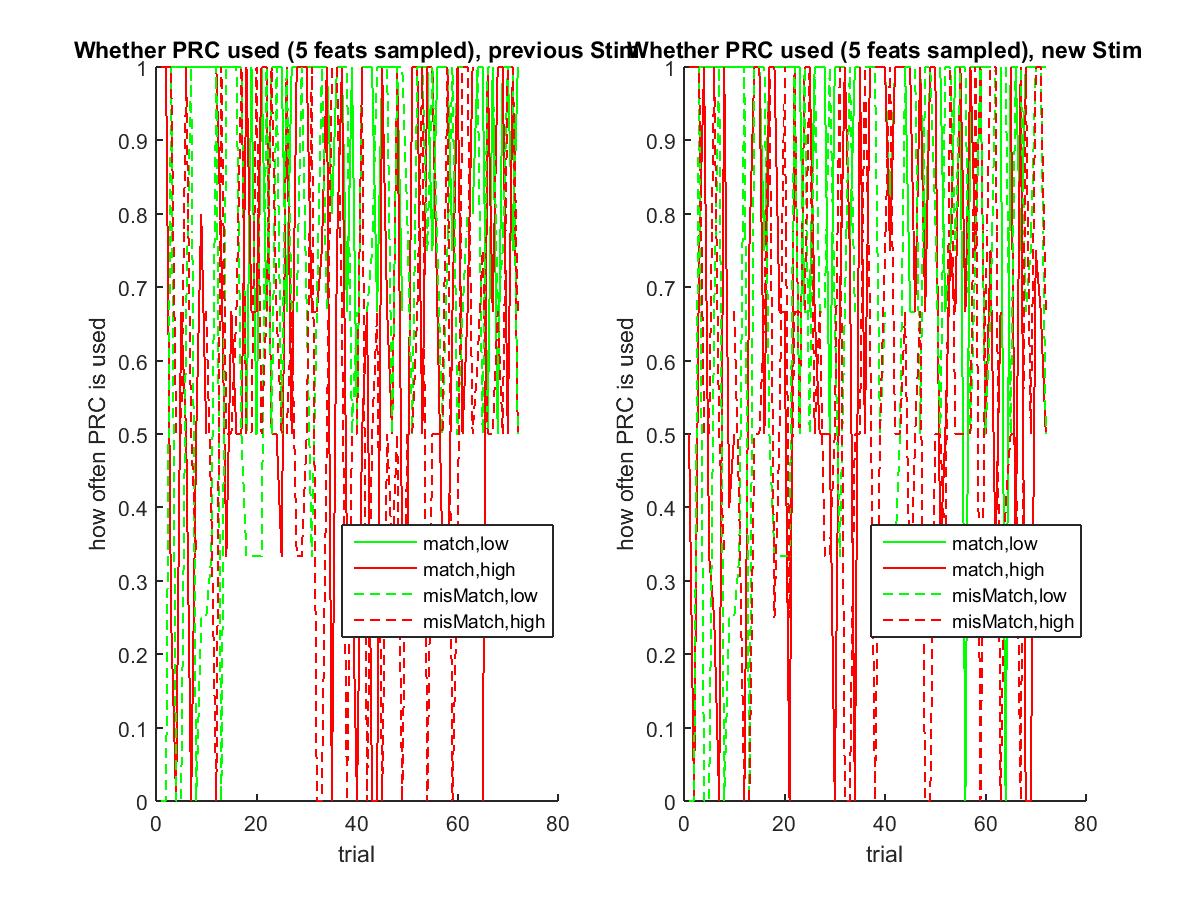 Whether PRC used (5 feats sampled), previous Stim
1
0.9
0.8
0.7
0.6
0.5
0.4
0.3
0.2
0.1
0
how often PRC is used
0
20
40
60
80
trial
match,low
match,high
misMatch,low
misMatch,high
Whether PRC used (5 feats sampled), new Stim
1
0.9
0.8
0.7
0.6
0.5
0.4
0.3
0.2
0.1
0
how often PRC is used
0
20
40
60
80
trial
match,low
match,high
misMatch,low
misMatch,high